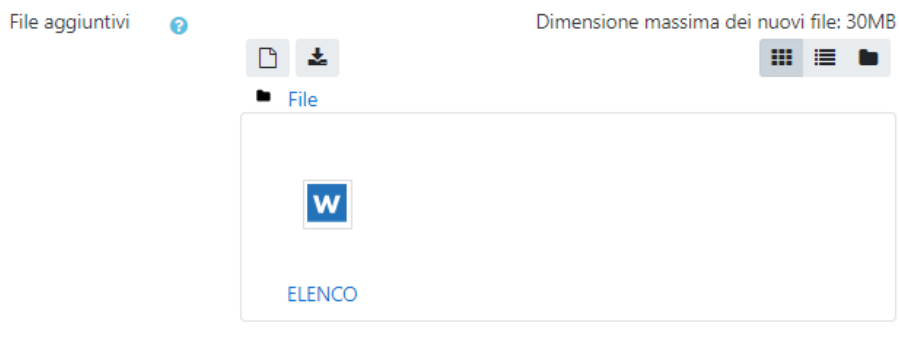 File aggiuntivi
Dimensione massima dei nuovi file: 30MB
File
W
ELENCO